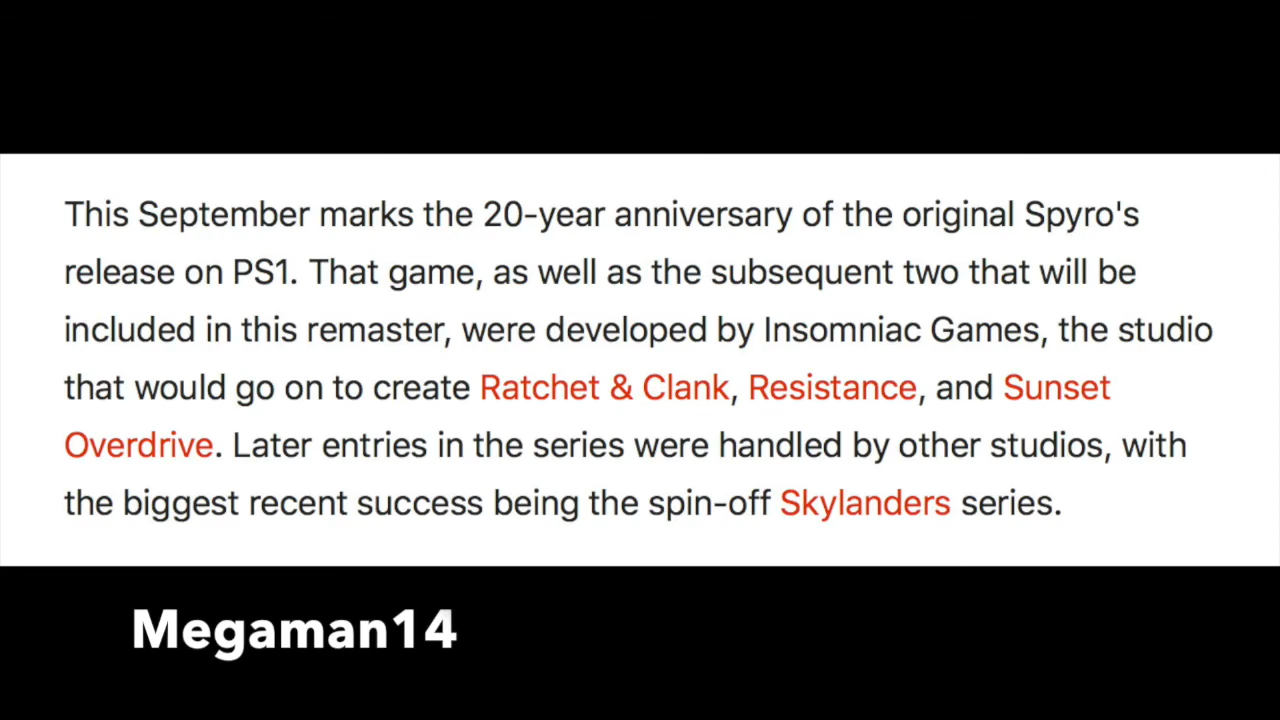 This September marks the 20-year anniversary of the original Spyro's
release on PS1. That game, as well as the subsequent two that will be
included in this remaster, were developed by Insomniac Games, the studio
that would go on to create Ratchet & Clank, Resistance, and Sunset
Overdrive. Later entries in the series were handled by other studios, with
the biggest recent success being the spin-off Skylanders series.
Megaman14